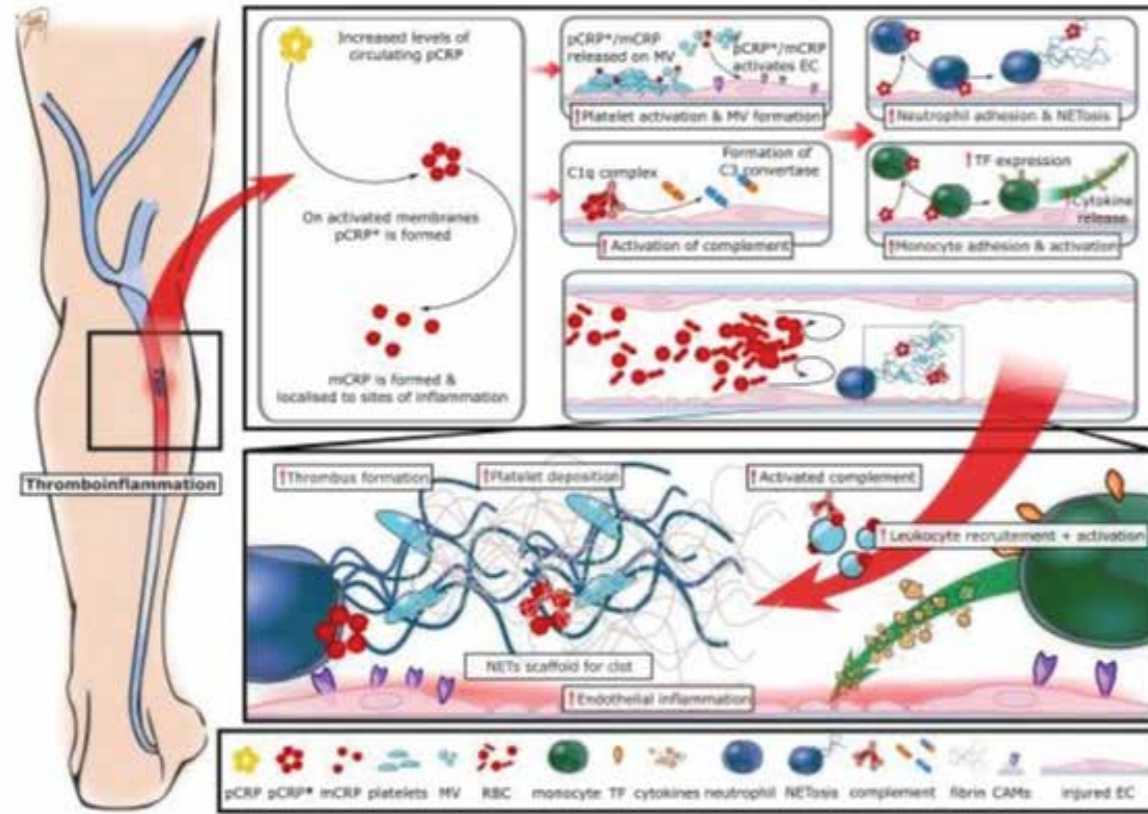 Increased levels of
circulating pCRP
On activated membranes
pCRP* is formed
mCRP is formed &
localised to sites of inflammation
pCRP*/mCRP
released on MV
pCRP*/mCRP
activates EC
↑Platelet activation & MV formation
↑Neutrophil adhesion & NETosis
C1q complex
Formation of
C3 convertase
↑Activation of complement
↑TF expression
↑Cytokine
release
↑Monocyte adhesion & activation
Thromboinflammation
↑Thrombus formation
↑Platelet deposition
↑Activated complement
↑Leukocyte recruitement + activation
NETs scaffold for clot
↑Endothelial inflammation
pCRP pCRP* mCRP platelets MV RBC monocyte TF cytokines neutrophil NETosis complement fibrin CAMs injured EC